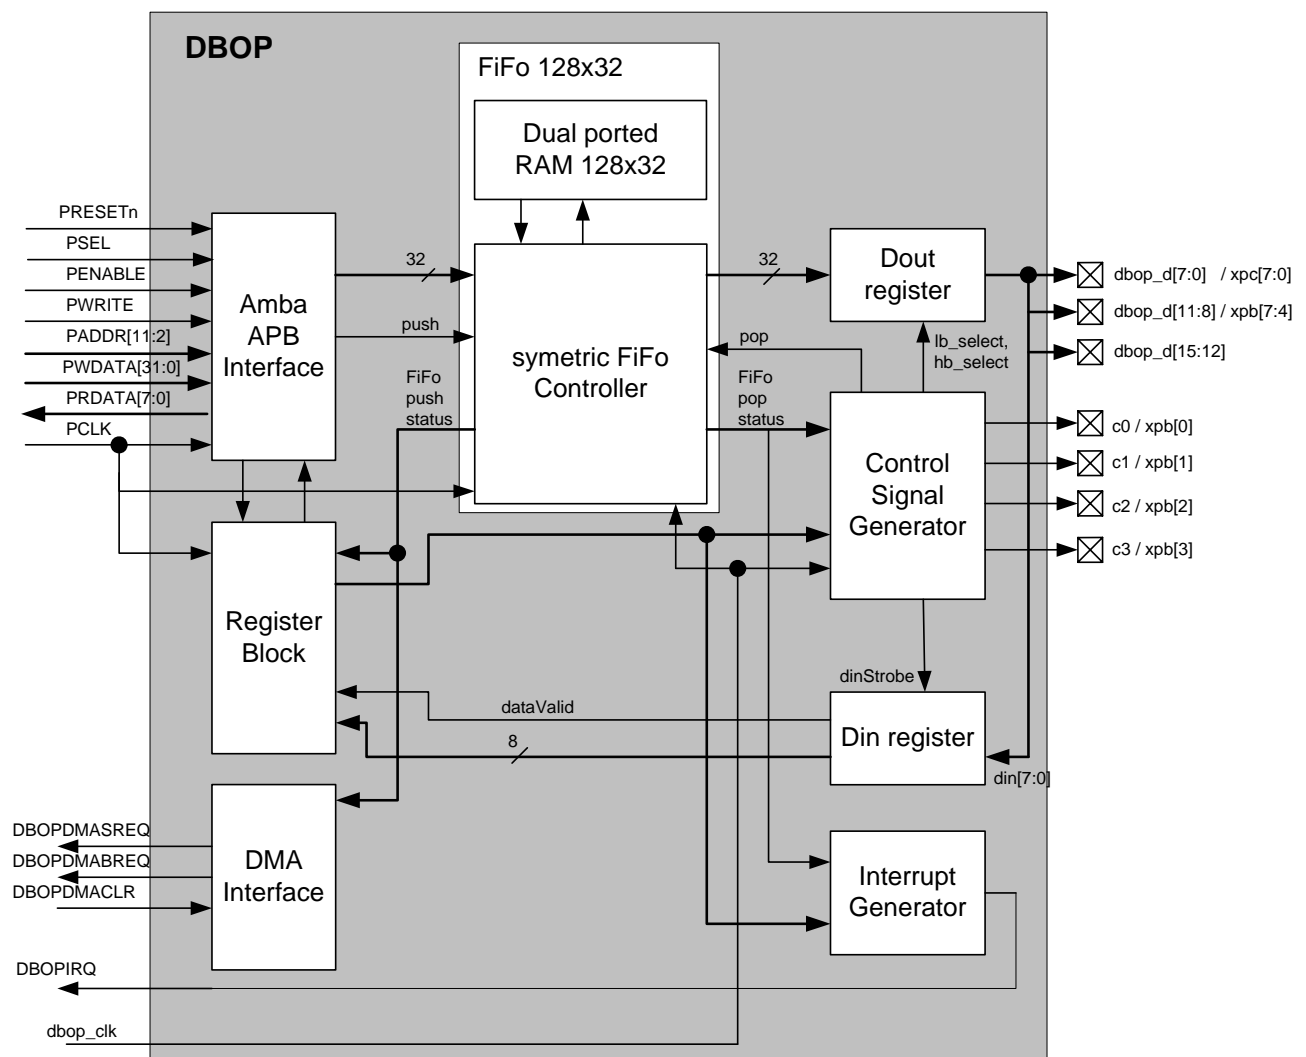 DBOP
FiFo 128x32
Dual ported
RAM 128x32
PRESETn
PSEL
PENABLE
PWRITE
PADDR[11:2]
PWDATA[31:0]
PRDATA[7:0]
PCLK
Amba
APB
Interface
32
push
FiFo
push
status
symetric FiFo
Controller
32
pop
FiFo
pop
status
Dout
register
lb_select,
hb_select
dbop_d[7:0] / xpc[7:0]
dbop_d[11:8] / xpb[7:4]
dbop_d[15:12]
Control
Signal
Generator
c0 / xpb[0]
c1 / xpb[1]
c2 / xpb[2]
c3 / xpb[3]
Register
Block
dinStrobe
dataValid
8
Din register
din[7:0]
DBOPDMASREQ
DBOPDMABREQ
DBOPDMACLR
DMA
Interface
Interrupt
Generator
DBOPIRQ
dbop_clk